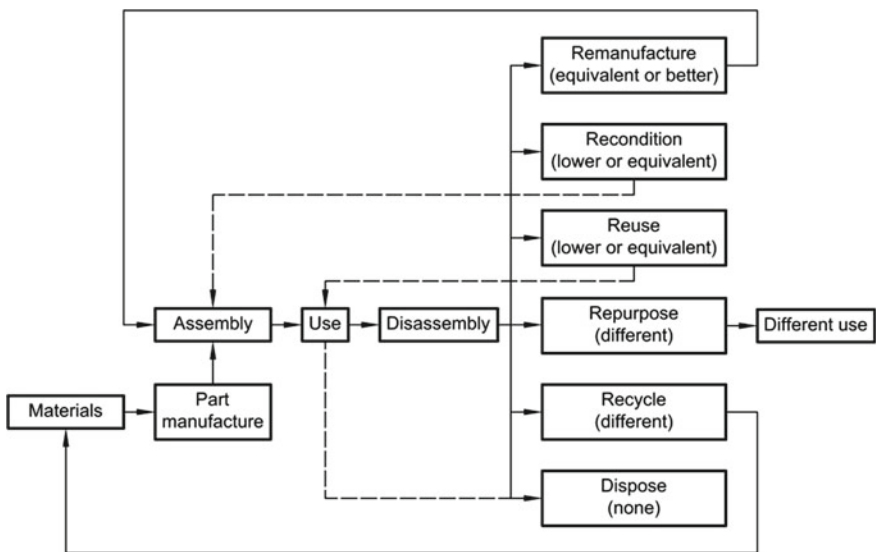 Remanufacture
(equivalent or better)
Recondition
(lower or equivalent)
Reuse
(lower or equivalent)
Assembly
Use
Disassembly
Repurpose
(different)
Different use
Materials
Part
manufacture
Recycle
(different)
Dispose
(none)